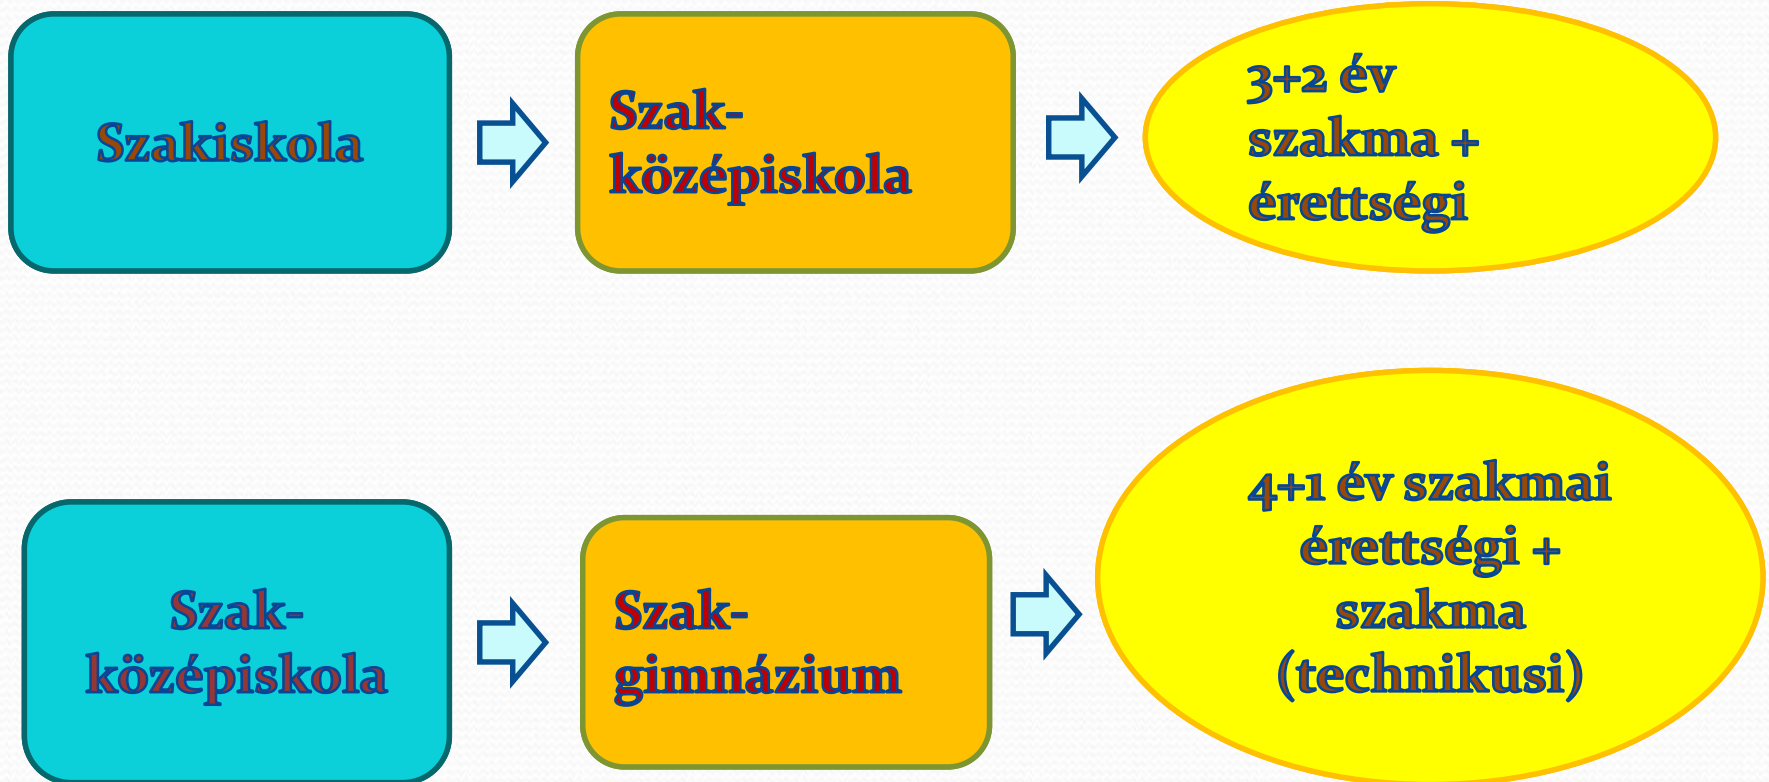 Szakiskola
Szak-
középiskola
3+2 év
szakma +
érettségi
Szak-
középiskola
Szak-
gimnázium
4+1 év szakmai
érettségi +
szakma
(technikusi)